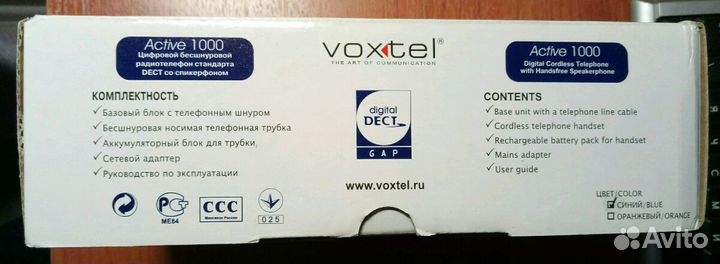 Active 1000
Цифровой бесшнуровой
радиотелефон стандарта
DECT со спикерфоном
КОМПЛЕКТНОСТЬ
Базовый блок с телефонным шнуром
Бесшнуровая носимая телефонная трубка
Аккумуляторный блок для трубки
Сетевой адаптер
Руководство по эксплуатации
РС
ME84
ССС
025
voxtel®
THE ART OF COMMUNICATION
digital
DECT
GAP
www.voxtel.ru
Active 1000
Digital Cordless Telephone
with Handsfree Speakerphone
CONTENTS
Base unit with a telephone line cable
Cordless telephone handset
Rechargeable battery pack for handset
Mains adapter
User guide
ЦВЕТ/COLOR
СИНИЙ/BLUE
ОРАНЖЕВЫЙ/ORANGE
Avito